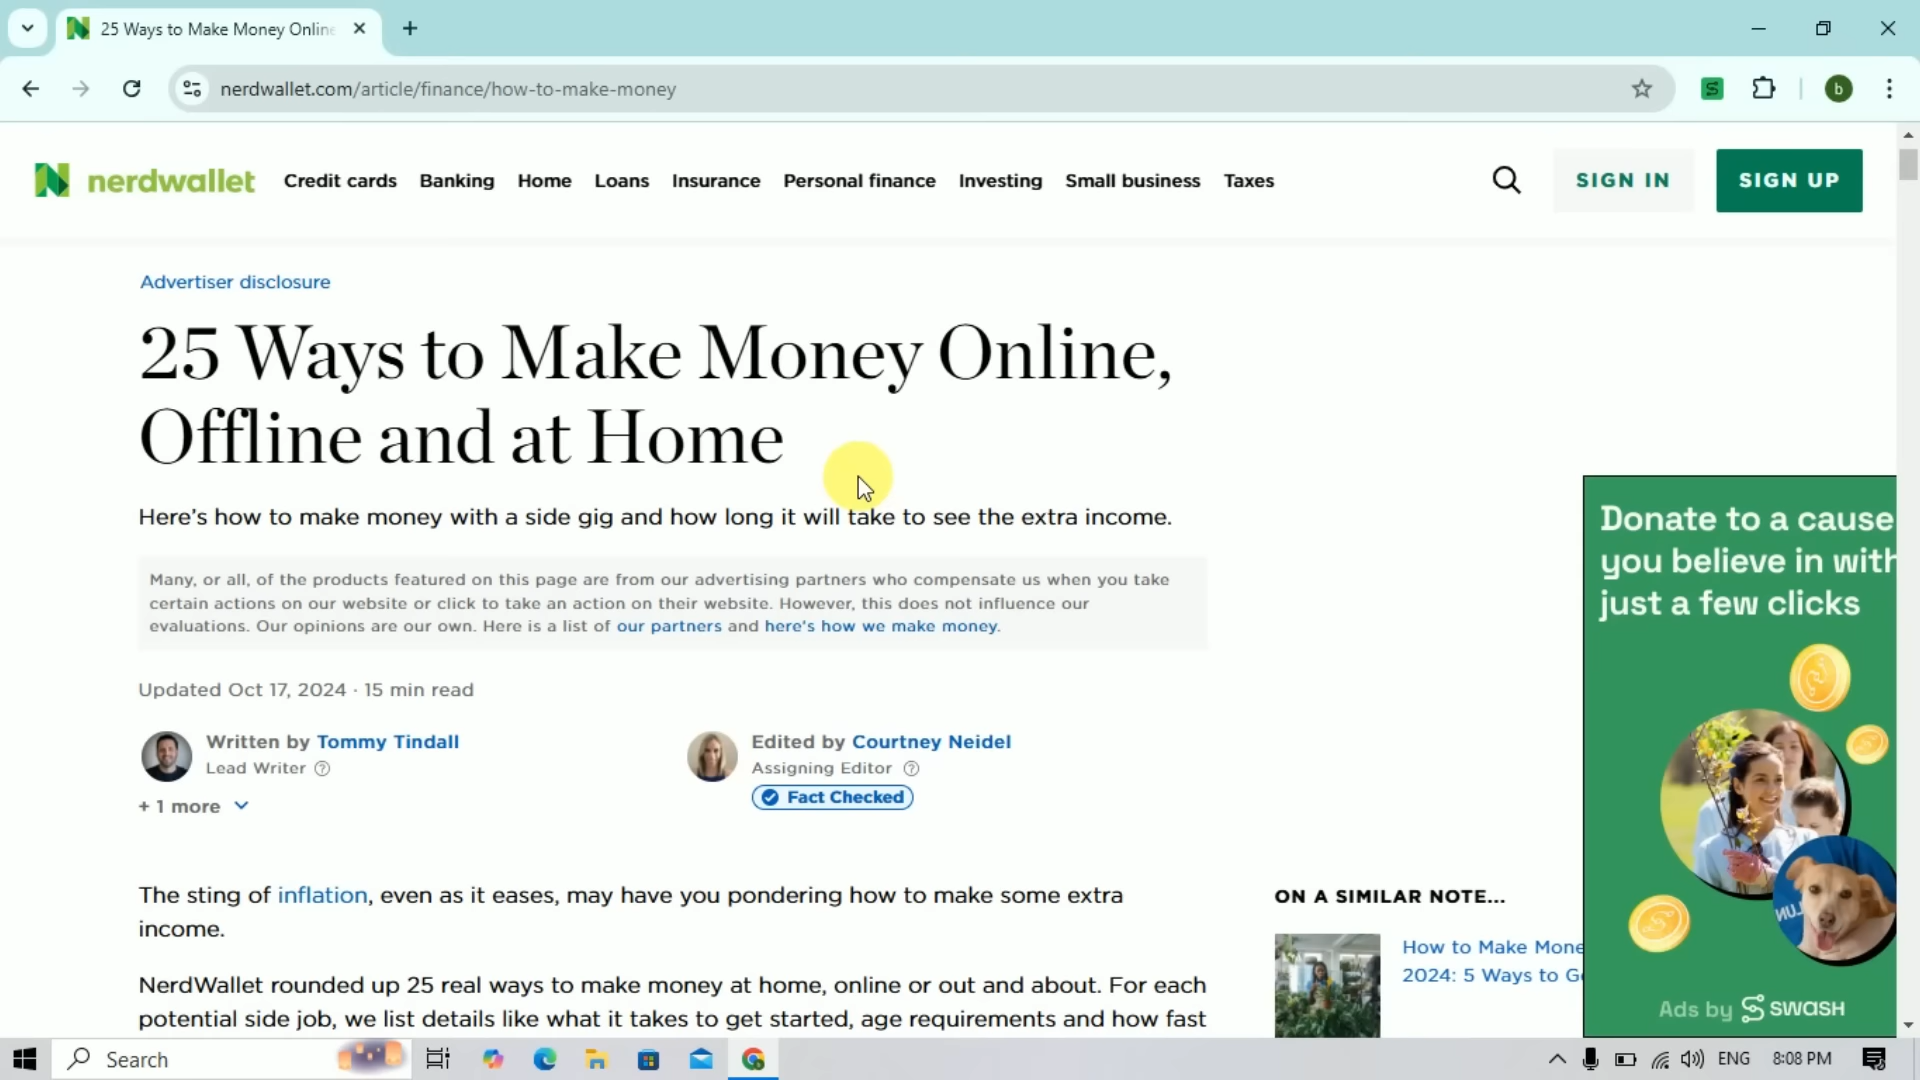 25 Ways to Make Money Online
nerdwallet.com/article/finance/how-to-make-money
b
nerdwallet
Credit cards Banking Home Loans Insurance Personal finance Investing Small business Taxes
SIGN IN
SIGN UP
Advertiser disclosure
25 Ways to Make Money Online,
Offline and at Home
Here's how to make money with a side gig and how long it will take to see the extra income.
Many, or all, of the products featured on this page are from our advertising partners who compensate us when you take
certain actions on our website or click to take an action on their website. However, this does not influence our
evaluations. Our opinions are our own. Here is a list of our partners and here's how we make money.
Updated Oct 17, 2024 · 15 min read
Written by Tommy Tindall
Lead Writer
+ 1 more
Edited by Courtney Neidel
Assigning Editor
Fact Checked
The sting of inflation, even as it eases, may have you pondering how to make some extra
income.
NerdWallet rounded up 25 real ways to make money at home, online or out and about. For each
potential side job, we list details like what it takes to get started, age requirements and how fast
ON A SIMILAR NOTE...
How to Make Mone
2024: 5 Ways to G
Donate to a cause
you believe in with
just a few clicks
Ads by SWASH
Search
ENG
8:08 PM